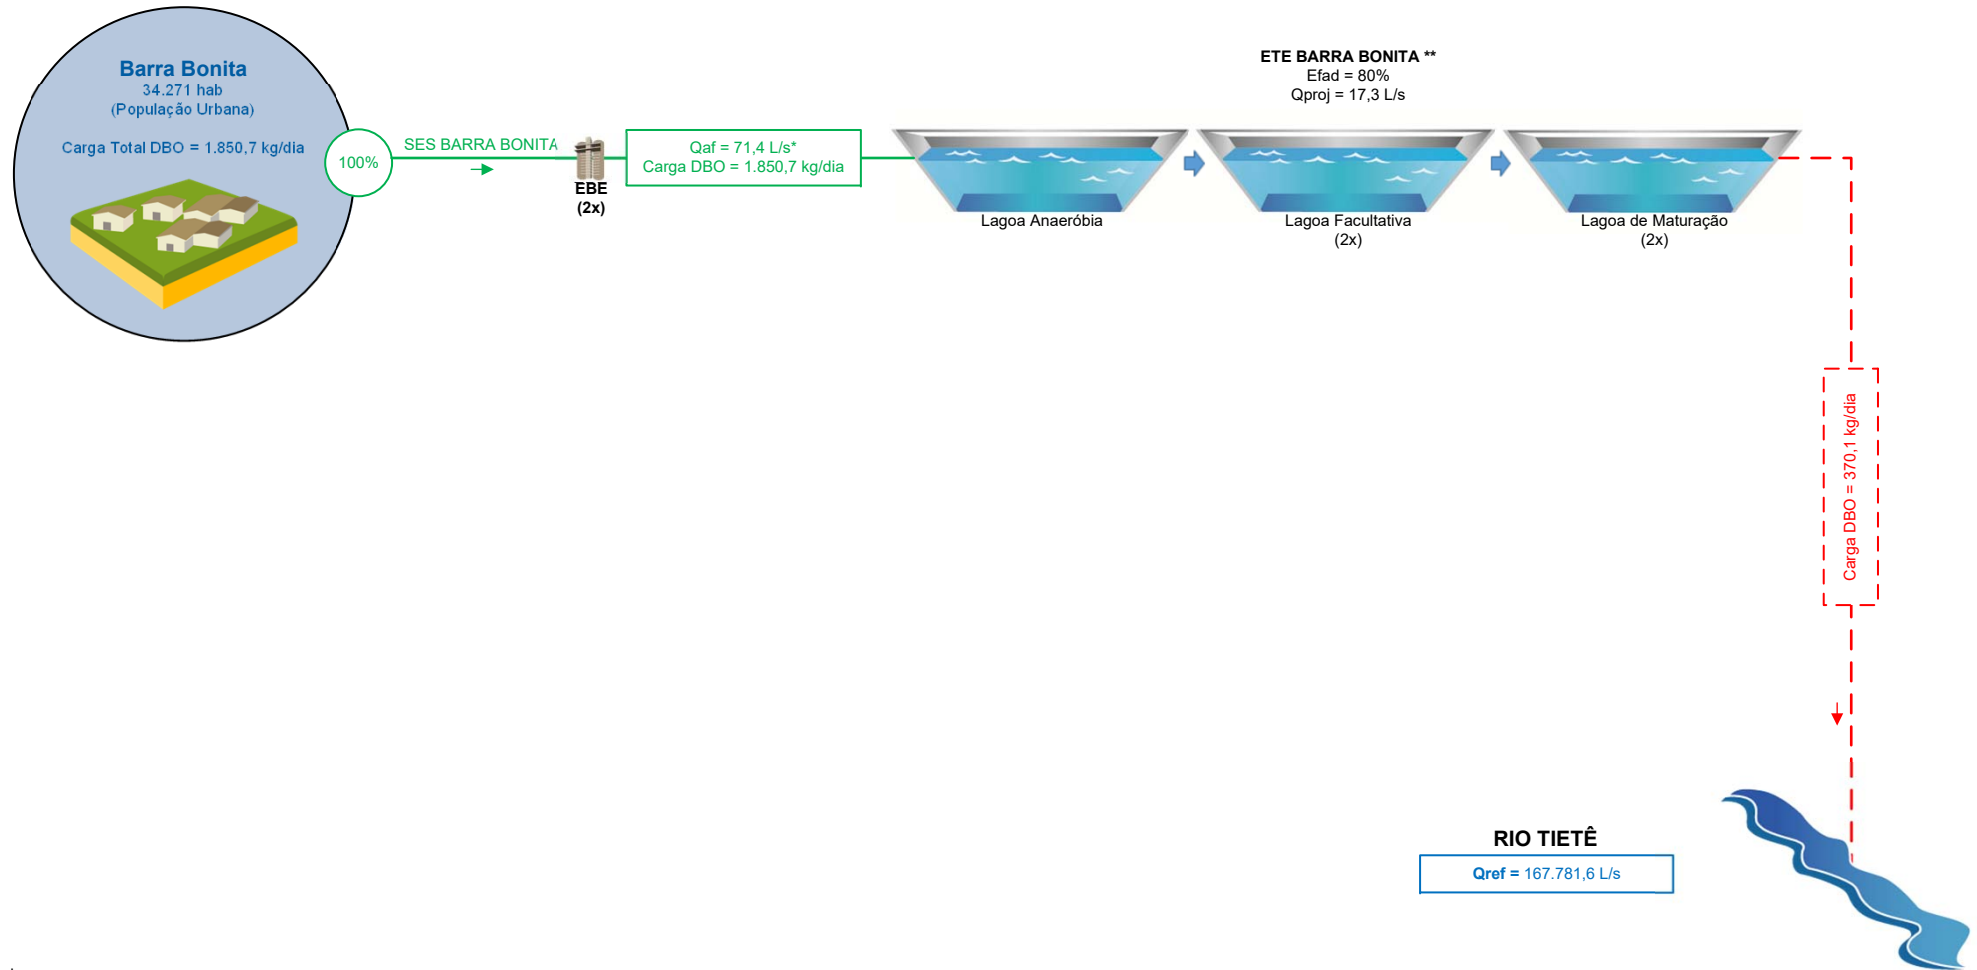 Barra Bonita
34.271 hab
(População Urbana)
Carga Total DBO = 1.850,7 kg/dia
100%
SES BARRA BONITA
EBE
(2x)
Qaf = 71,4 L/s*
Carga DBO = 1.850,7 kg/dia
ETE BARRA BONITA **
Efad = 80%
Qproj = 17,3 L/s
Lagoa Anaeróbia
Lagoa Facultativa
(2x)
Lagoa de Maturação
(2x)
Carga DBO = 370,1 kg/dia
RIO TIETÊ
Qref = 167.781,6 L/s